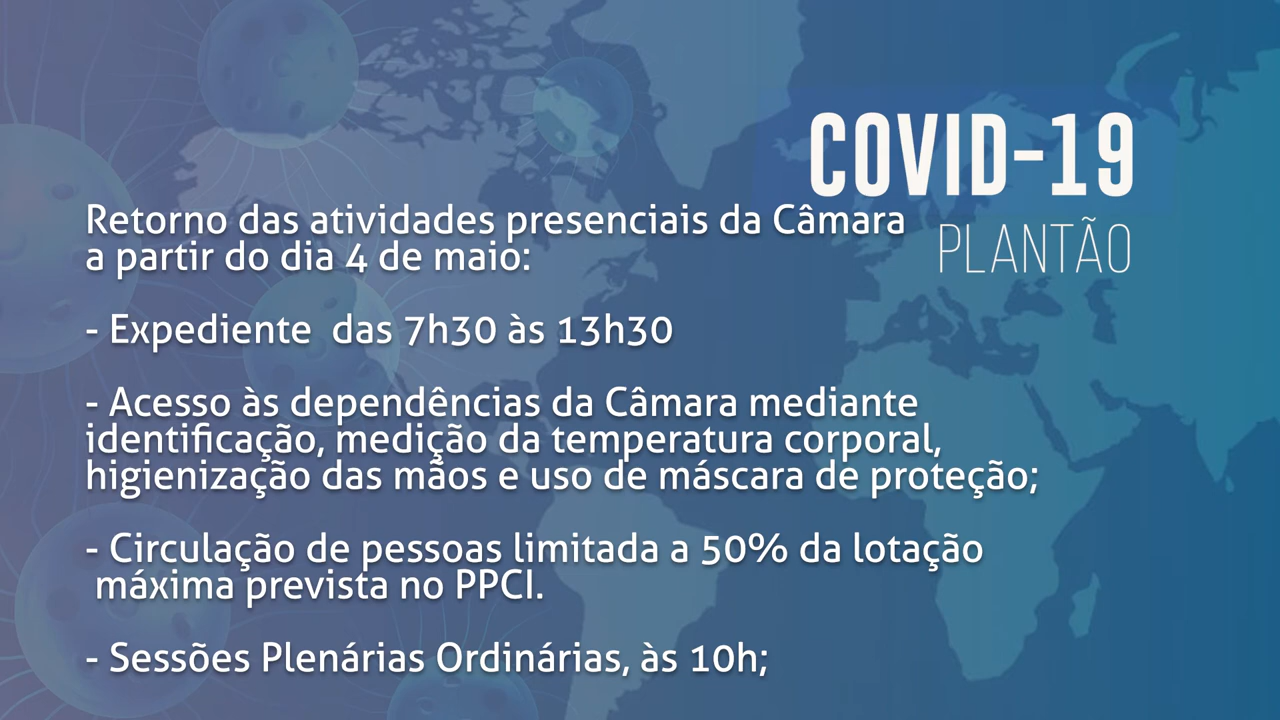 COVID-19
PLANTÃO
Retorno das atividades presenciais da Câmara
a partir do dia 4 de maio:
- Expediente  das 7h30 às 13h30
- Acesso às dependências da Câmara mediante
identificação, medição da temperatura corporal,
higienização das mãos e uso de máscara de proteção;
- Circulação de pessoas limitada a 50% da lotação
máxima prevista no PPCI.
- Sessões Plenárias Ordinárias, às 10h;